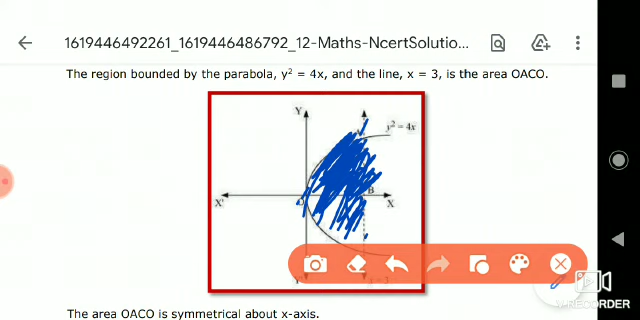 1619446492261_1619446486792_12-Maths-NcertSolutio...
The region bounded by the parabola, y² = 4x, and the line, x = 3, is the area OACO.
Y
y² = 4x
B
X' X
The area OACO is symmetrical about x-axis.